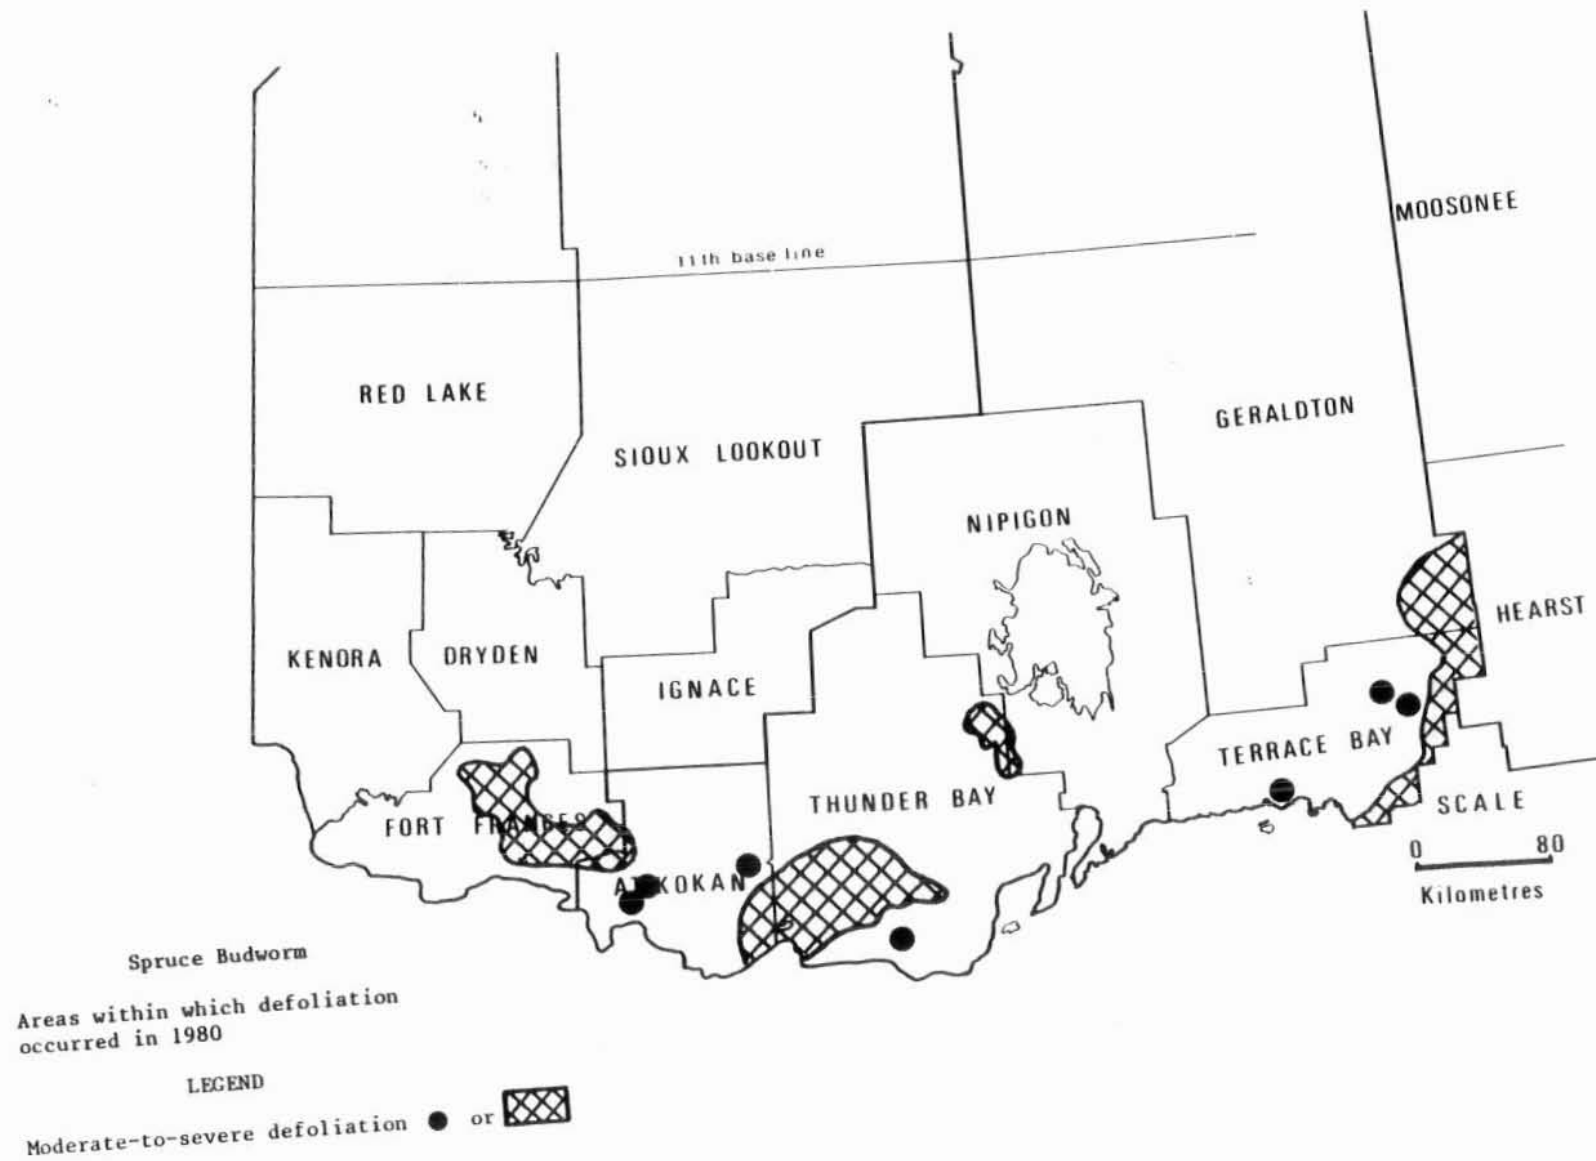 MOOSONEE
11th base line
RED LAKE
GERALDTON
SIOUX LOOKOUT
NIPIGON
HEARST
KENORA
DRYDEN
IGNACE
TERRACE BAY
THUNDER BAY
SCALE
FORT FRANCES
0 80
Kilometres
ATIKOKAN
Spruce Budworm
Areas within which defoliation
occurred in 1980
LEGEND
Moderate-to-severe defoliation or